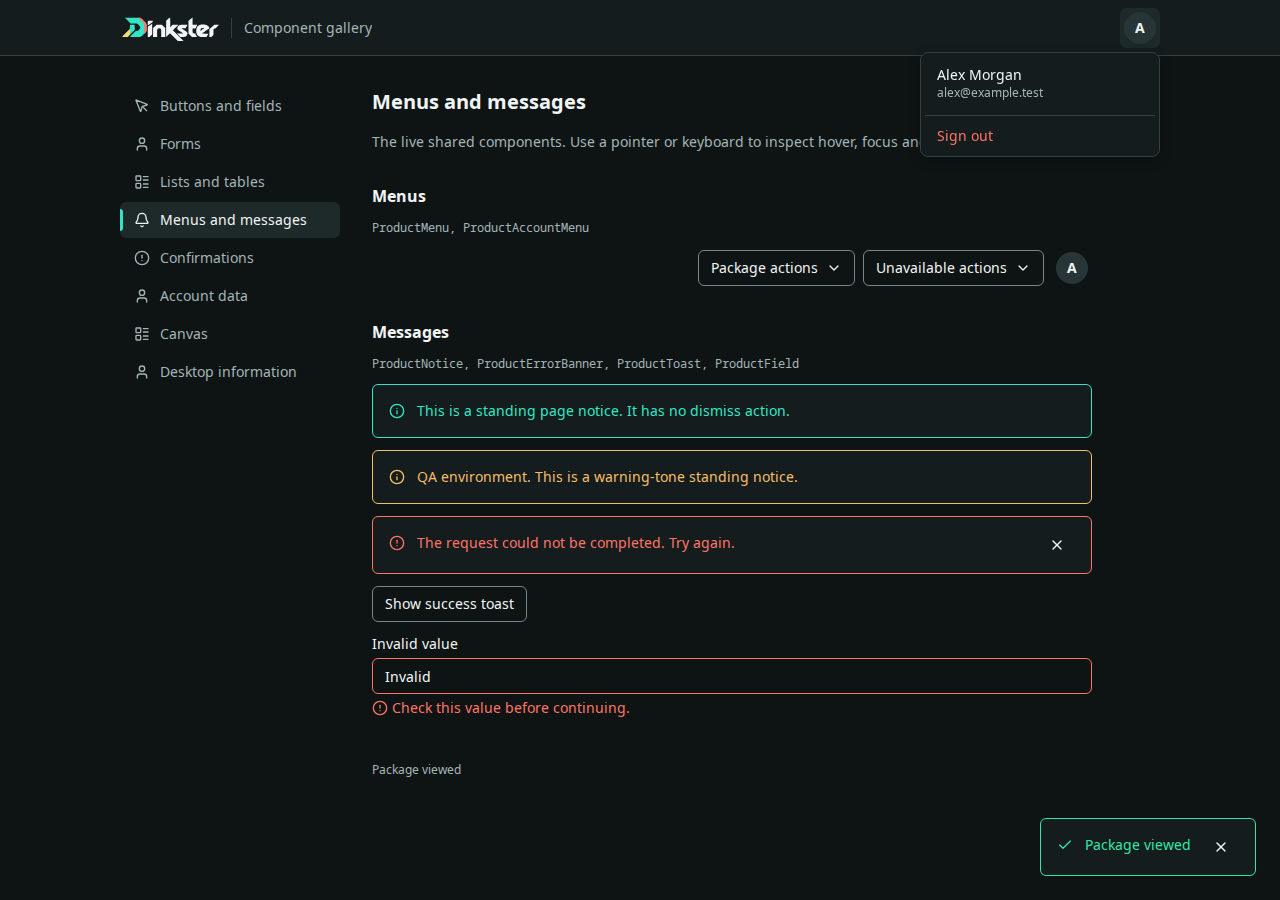 Dinkster
Component gallery
A
Alex Morgan
alex@example.test
Sign out
Buttons and fields
Forms
Lists and tables
Menus and messages
Confirmations
Account data
Canvas
Desktop information
Menus and messages
The live shared components. Use a pointer or keyboard to inspect hover, focus an
Menus
ProductMenu, ProductAccountMenu
Package actions
Unavailable actions
A
Messages
ProductNotice, ProductErrorBanner, ProductToast, ProductField
This is a standing page notice. It has no dismiss action.
QA environment. This is a warning-tone standing notice.
The request could not be completed. Try again.
Show success toast
Invalid value
Invalid
Check this value before continuing.
Package viewed
Package viewed